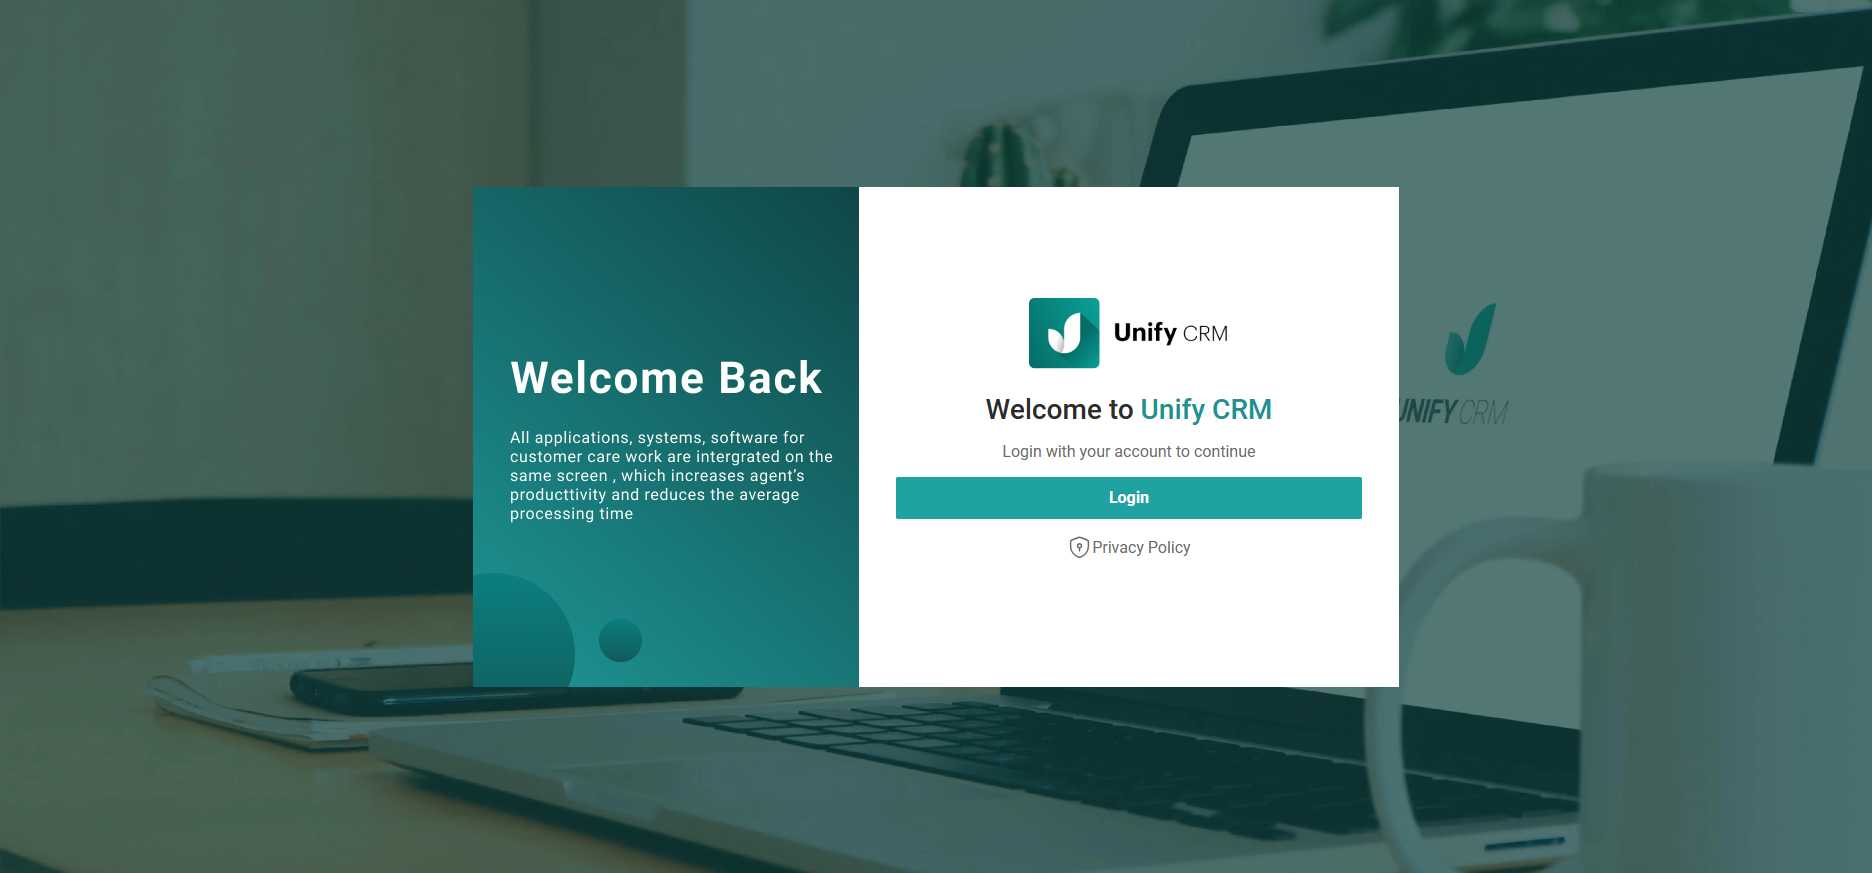 Welcome Back
All applications, systems, software for
customer care work are intergrated on the
same screen , which increases agent's
producttivity and reduces the average
processing time
Unify CRM
Welcome to Unify CRM
Login with your account to continue
Login
Privacy Policy
UNIFY CRM